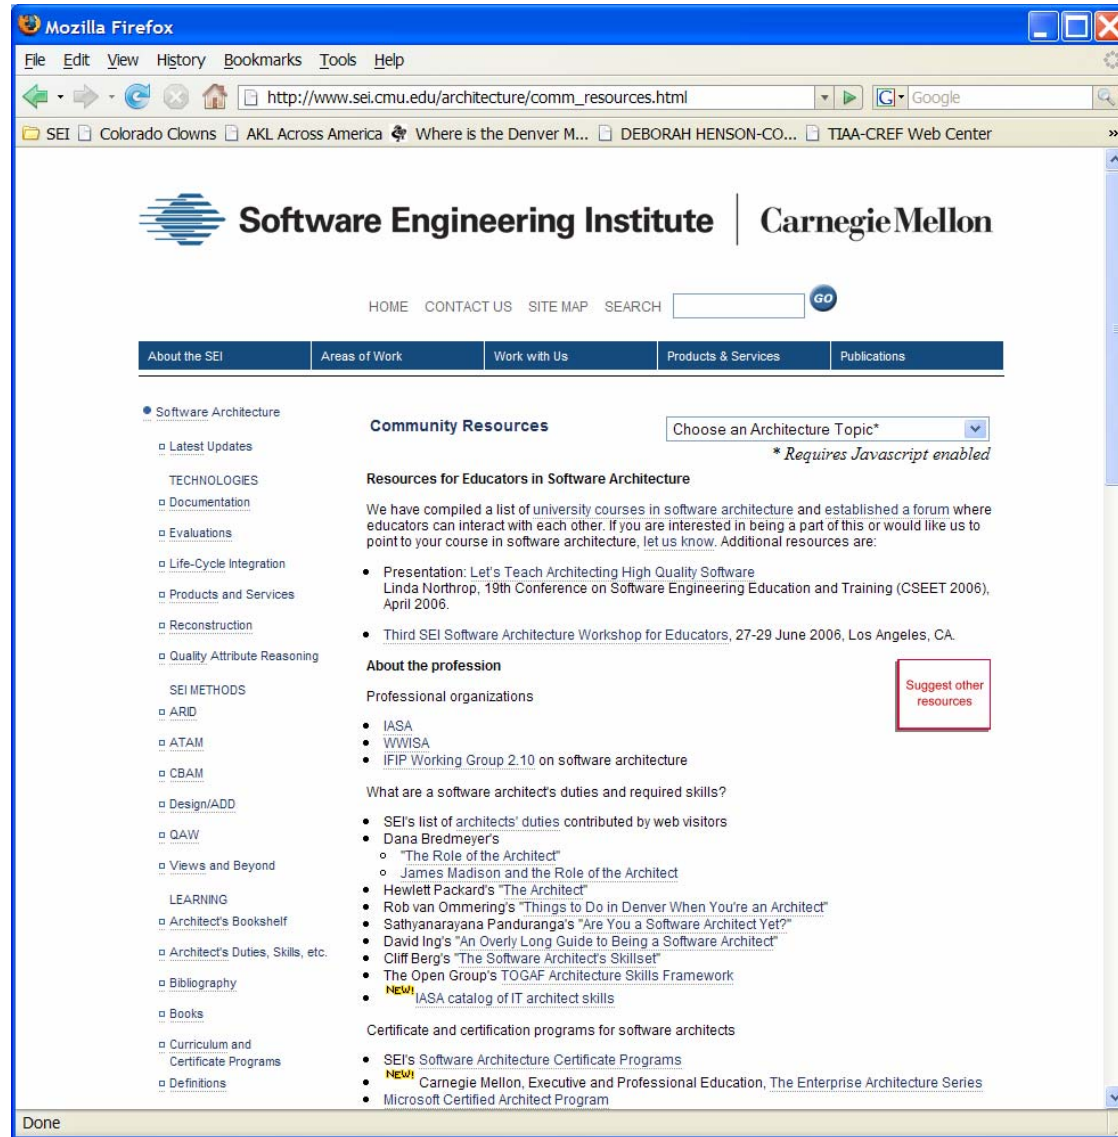 Mozilla Firefox
File Edit View History Bookmarks Tools Help
http://www.sei.cmu.edu/architecture/comm_resources.html
G Google
SEI Colorado Clowns AKL Across America Where is the Denver M... DEBORAH HENSON-CO... TIAA-CREF Web Center »
Software Engineering Institute Carnegie Mellon
HOME CONTACT US SITE MAP SEARCH GO
About the SEI Areas of Work Work with Us Products & Services Publications
Software Architecture
Latest Updates
TECHNOLOGIES
Documentation
Evaluations
Life-Cycle Integration
Products and Services
Reconstruction
Quality Attribute Reasoning
SEI METHODS
ARID
ATAM
CBAM
Design/ADD
QAW
Views and Beyond
LEARNING
Architect's Bookshelf
Architect's Duties, Skills, etc.
Bibliography
Books
Curriculum and
Certificate Programs
Definitions
Community Resources
Choose an Architecture Topic*
* Requires Javascript enabled
Resources for Educators in Software Architecture
We have compiled a list of university courses in software architecture and established a forum where
educators can interact with each other. If you are interested in being a part of this or would like us to
point to your course in software architecture, let us know. Additional resources are:
Presentation: Let's Teach Architecting High Quality Software
Linda Northrop, 19th Conference on Software Engineering Education and Training (CSEET 2006),
April 2006.
Third SEI Software Architecture Workshop for Educators, 27-29 June 2006, Los Angeles, CA.
About the profession
Suggest other
resources
Professional organizations
IASA
WWISA
IFIP Working Group 2.10 on software architecture
What are a software architect's duties and required skills?
SEI's list of architects' duties contributed by web visitors
Dana Bredmeyer's
"The Role of the Architect"
James Madison and the Role of the Architect
Hewlett Packard's "The Architect"
Rob van Ommering's "Things to Do in Denver When You're an Architect"
Sathyanarayana Panduranga's "Are You a Software Architect Yet?"
David Ing's "An Overly Long Guide to Being a Software Architect"
Cliff Berg's "The Software Architect's Skillset"
The Open Group's TOGAF Architecture Skills Framework
NEW! IASA catalog of IT architect skills
Certificate and certification programs for software architects
SEI's Software Architecture Certificate Programs
NEW! Carnegie Mellon, Executive and Professional Education, The Enterprise Architecture Series
Microsoft Certified Architect Program
Done